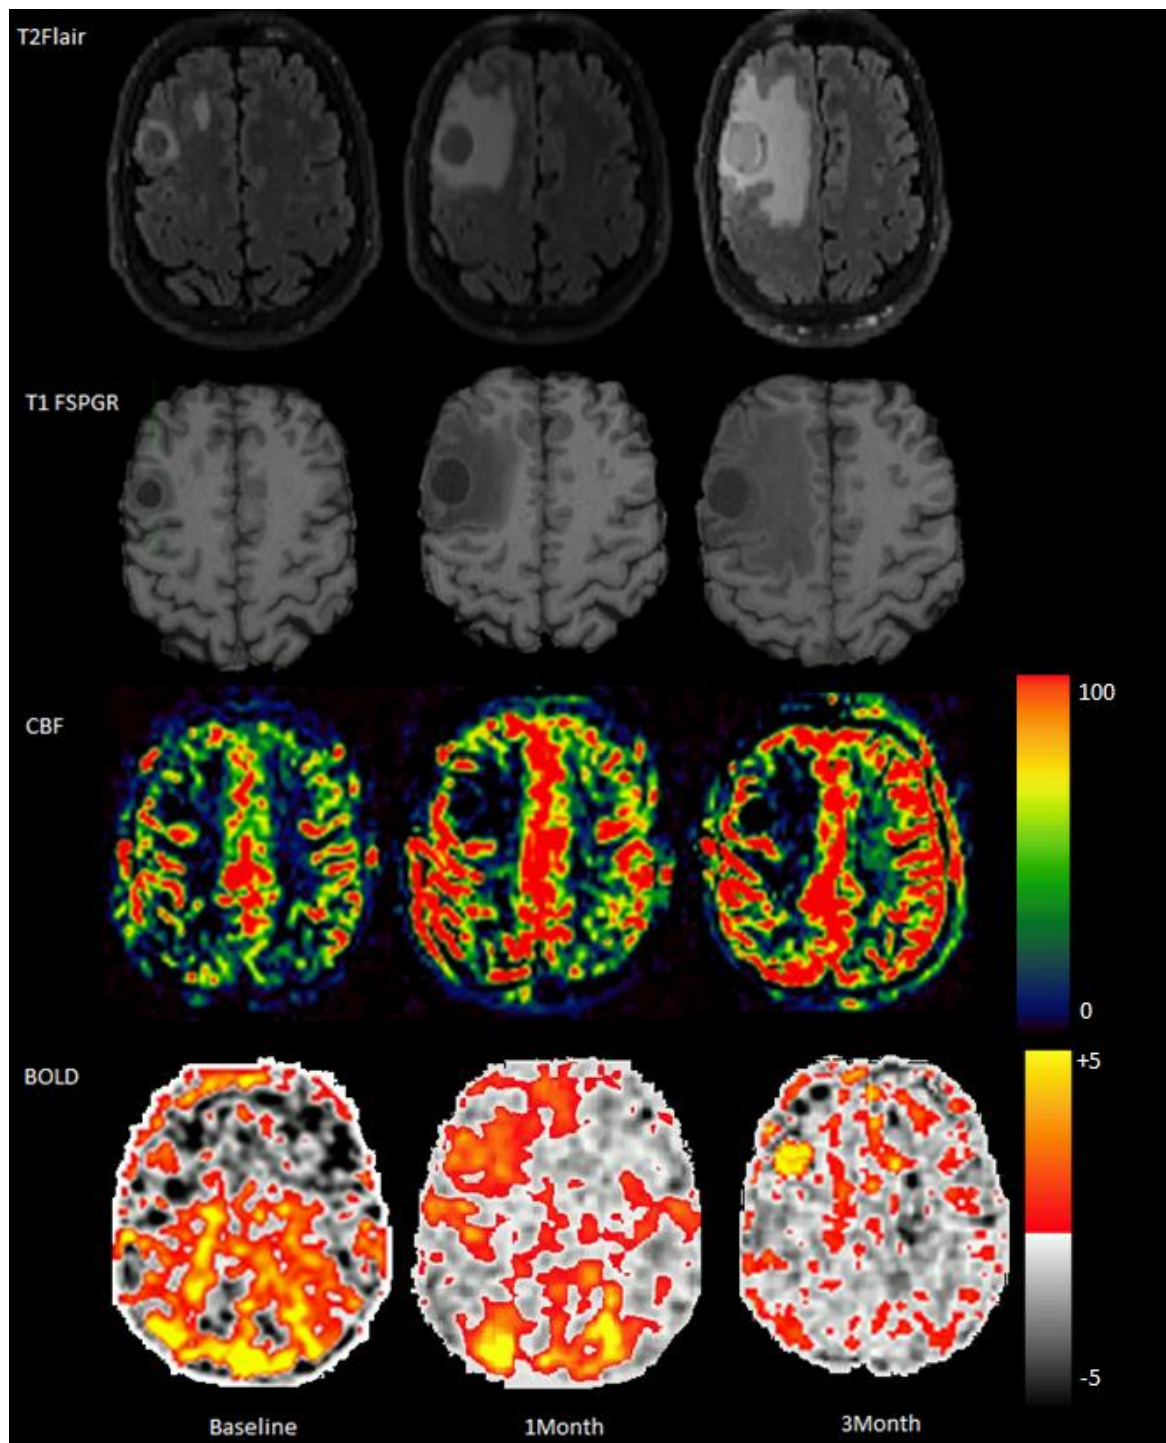 T2Flair
T1 FSPGR
CBF
100
0
BOLD
+5
-5
Baseline
1Month
3Month